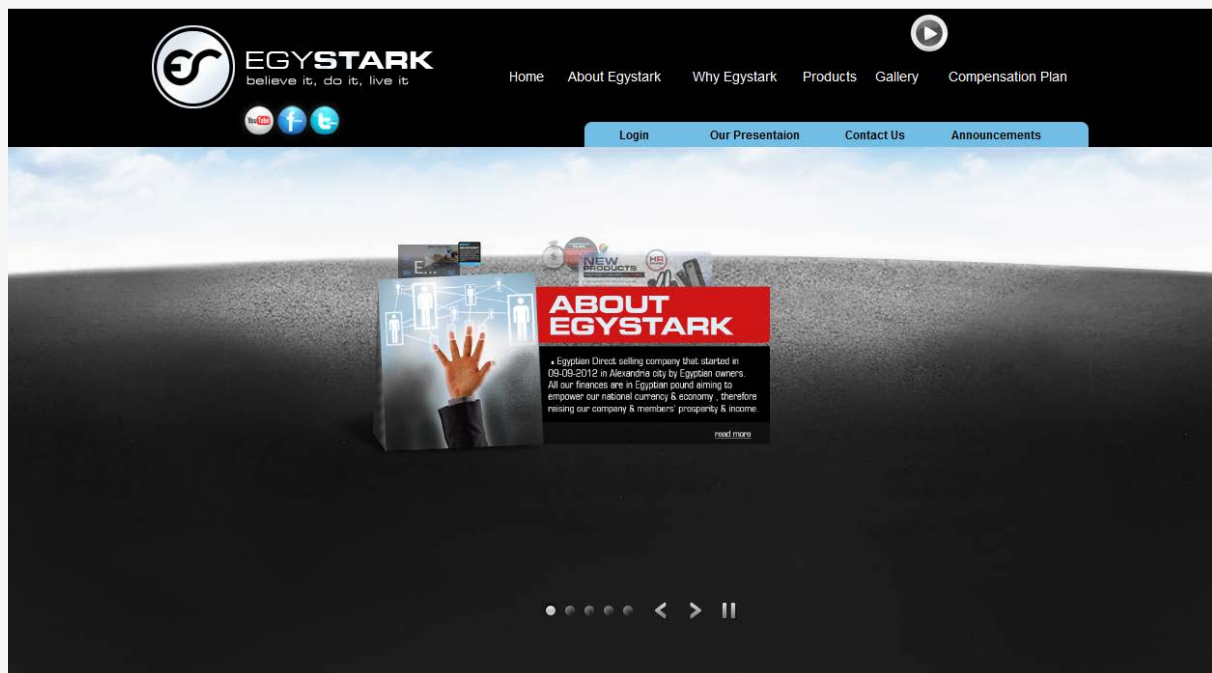 EGYSTARK
believe it, do it, live it
You Tube
Home About Egystark Why Egystark Products Gallery Compensation Plan
Login Our Presentaion Contact Us Announcements
E...
NEW
PRODUCTS
HR
ABOUT
EGYSTARK
• Egyptian Direct selling company that started in
09-09-2012 in Alexandria city by Egyptian owners.
All our finances are in Egyptian pound aiming to
empower our national currency & economy , therefore
raising our company & members' prosperity & income.
read more